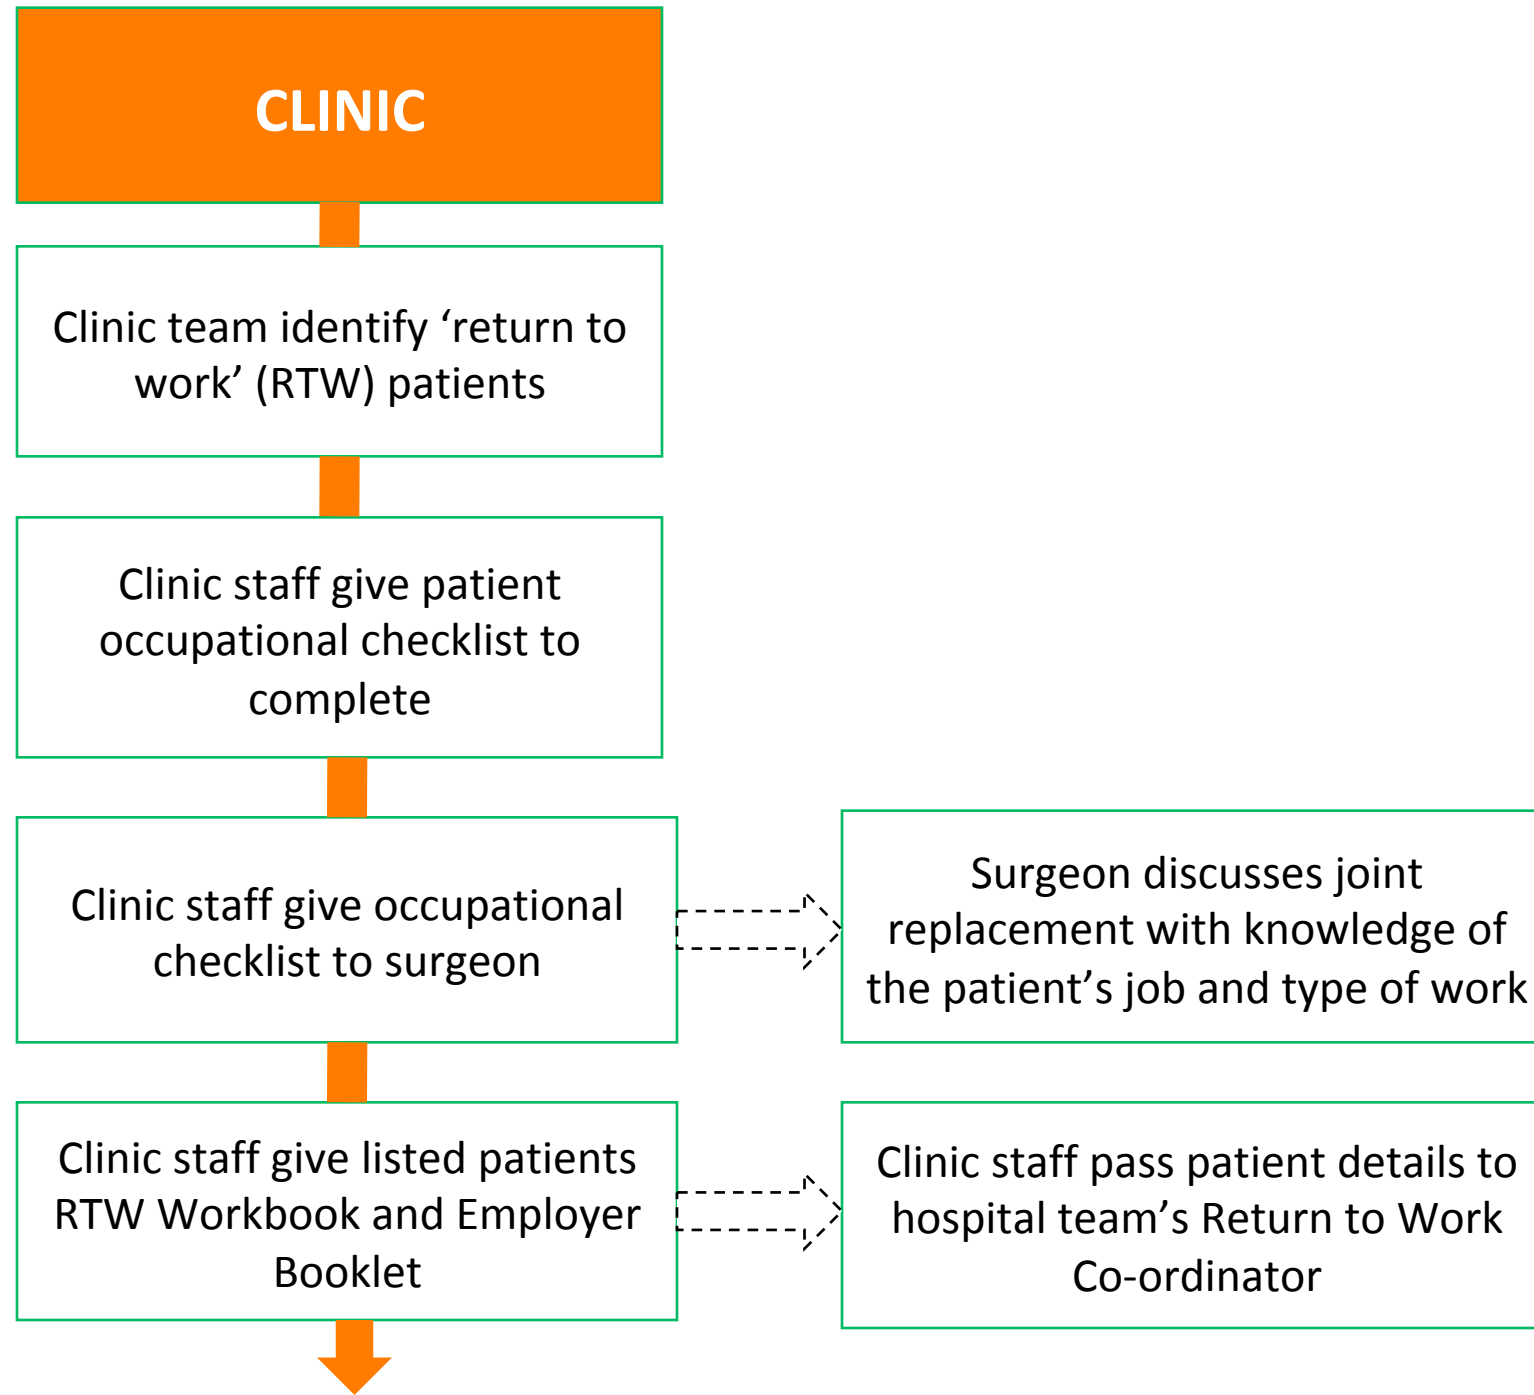 CLINIC
Clinic team identify ‘return to
work’ (RTW) patients
Clinic staff give patient
occupational checklist to
complete
Clinic staff give occupational
checklist to surgeon
Surgeon discusses joint
replacement with knowledge of
the patient’s job and type of work
Clinic staff give listed patients
RTW Workbook and Employer
Booklet
Clinic staff pass patient details to
hospital team’s Return to Work
Co-ordinator